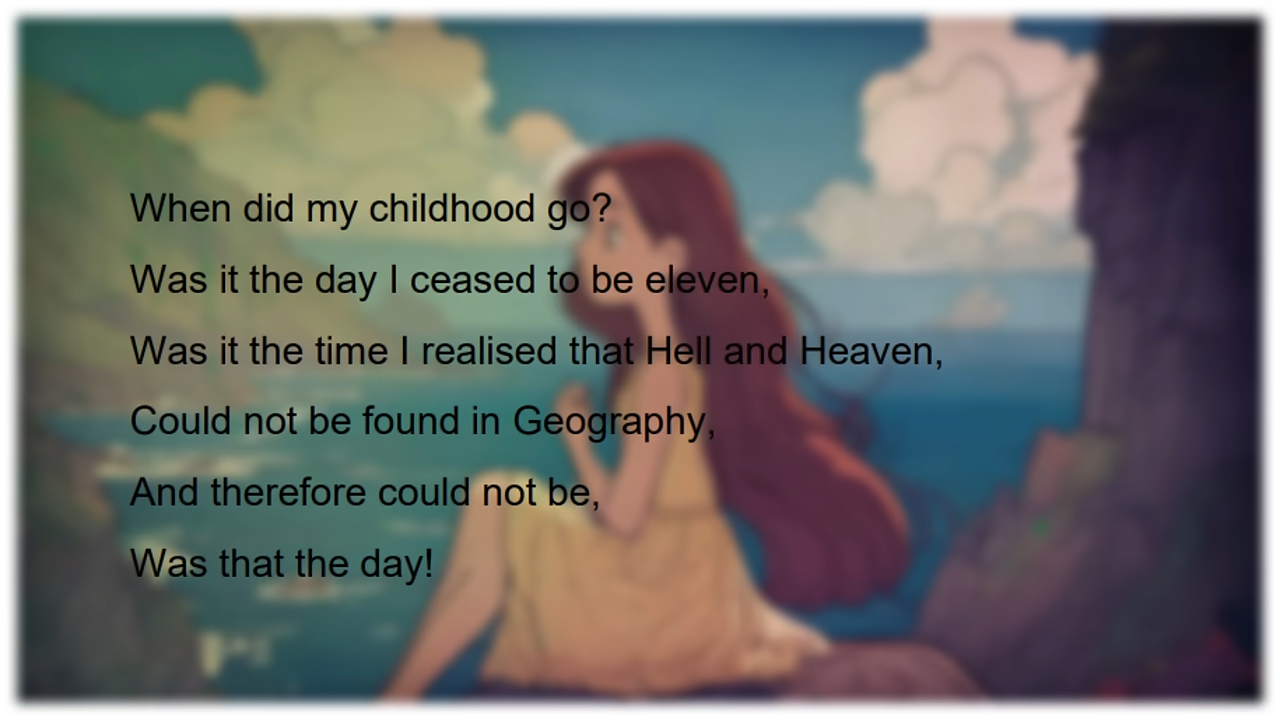 When did my childhood go?
Was it the day I ceased to be eleven,
Was it the time I realised that Hell and Heaven,
Could not be found in Geography,
And therefore could not be,
Was that the day!